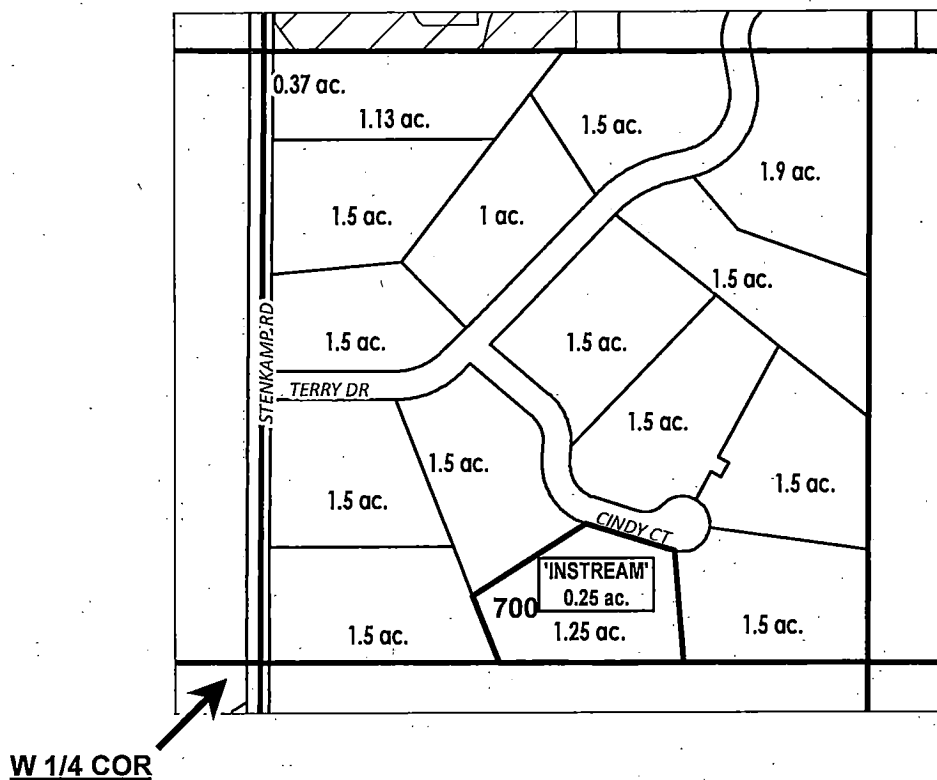 0.37 ac.
1.13 ac.
1.5 ac.
1.9 ac.
1.5 ac.
1 ac.
1.5 ac.
STENKAMP RD
1.5 ac.
1.5 ac.
TERRY DR
1.5 ac.
1.5 ac.
1.5 ac.
1.5 ac.
CINDY CT
'INSTREAM'
0.25 ac.
700
1.25 ac.
1.5 ac.
1.5 ac.
W 1/4 COR